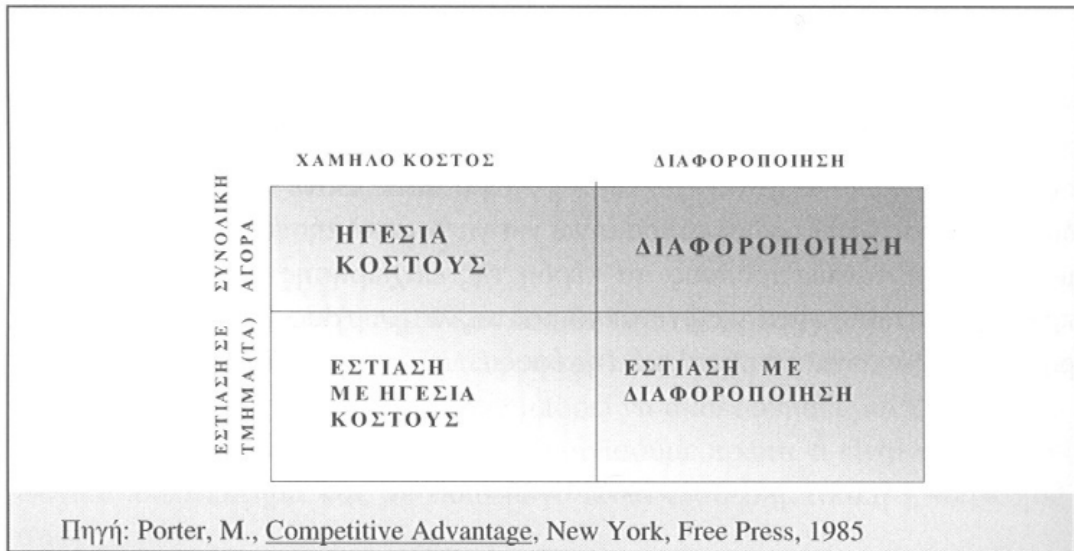 ΧΑΜΗΛΟ ΚΟΣΤΟΣ
ΔΙΑΦΟΡΟΠΟΙΗΣΗ
ΣΥΝΟΛΙΚΗ
ΑΓΟΡΑ
ΗΓΕΣΙΑ
ΚΟΣΤΟΥΣ
ΔΙΑΦΟΡΟΠΟΙΗΣΗ
ΕΣΤΙΑΣΗ ΣΕ
ΤΜΗΜΑ (ΤΑ)
ΕΣΤΙΑΣΗ
ΜΕ ΗΓΕΣΙΑ
ΚΟΣΤΟΥΣ
ΕΣΤΙΑΣΗ ΜΕ
ΔΙΑΦΟΡΟΠΟΙΗΣΗ
Πηγή: Porter, M., Competitive Advantage, New York, Free Press, 1985